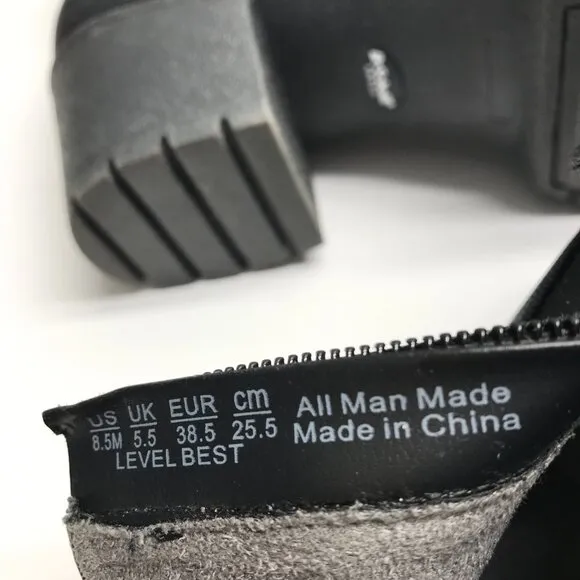 US UK EUR cm All Man Made
8.5M 5.5 38.5 25.5 Made in China
LEVEL BEST